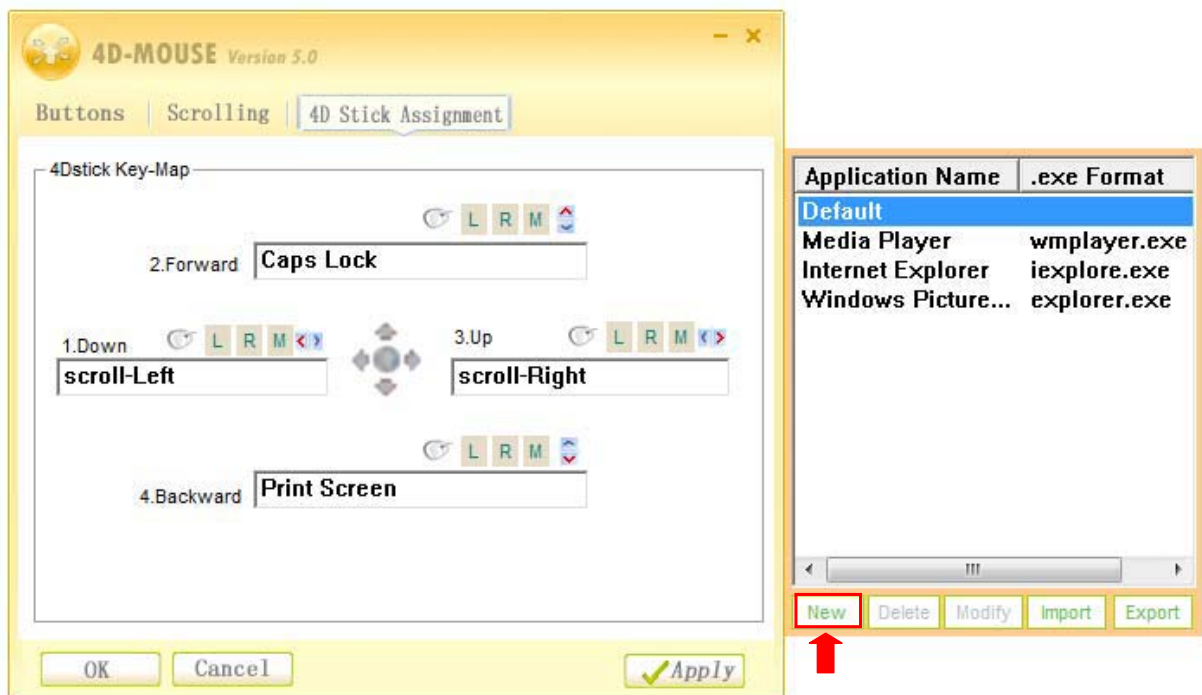 4D-MOUSE Version 5.0
Buttons
Scrolling
4D Stick Assignment
4Dstick Key-Map
L R M
2.Forward
Caps Lock
1.Down
L R M
scroll-Left
3.Up
L R M
scroll-Right
L R M
4.Backward
Print Screen
OK
Cancel
Apply
Application Name
.exe Format
Default
Media Player wmplayer.exe
Internet Explorer iexplore.exe
Windows Picture... explorer.exe
New
Delete
Modify
Import
Export